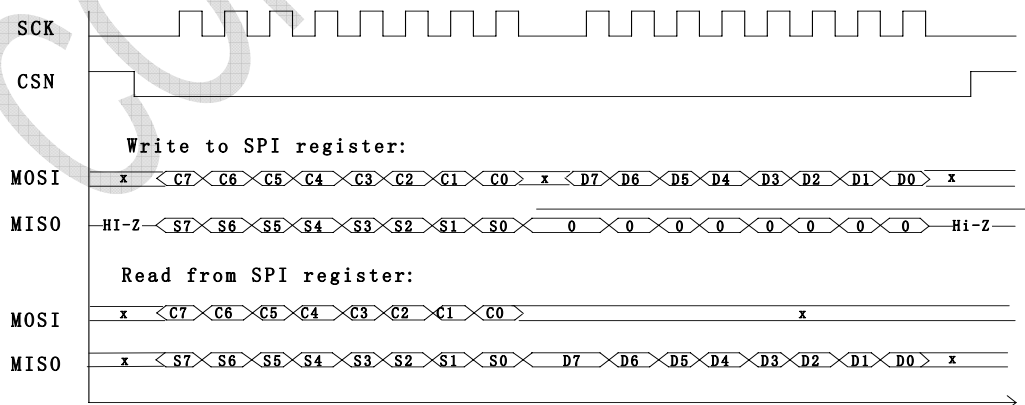 SCK
CSN
Write to SPI register:
MOSI x C7 C6 C5 C4 C3 C2 C1 C0 x D7 D6 D5 D4 D3 D2 D1 D0 x
MISO HI-Z S7 S6 S5 S4 S3 S2 S1 S0 0 0 0 0 0 0 0 0 Hi-Z
Read from SPI register:
MOSI x C7 C6 C5 C4 C3 C2 C1 C0 x
MISO x S7 S6 S5 S4 S3 S2 S1 S0 D7 D6 D5 D4 D3 D2 D1 D0 x